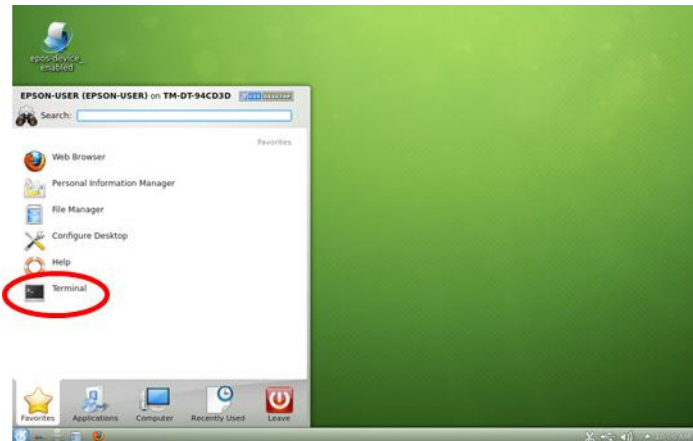 epos-device_
enabled
EPSON-USER (EPSON-USER) on TM-DT-94CD3D
Search:
Favorites
Web Browser
Personal Information Manager
File Manager
Configure Desktop
Help
Terminal
Favorites Applications Computer Recently Used Leave